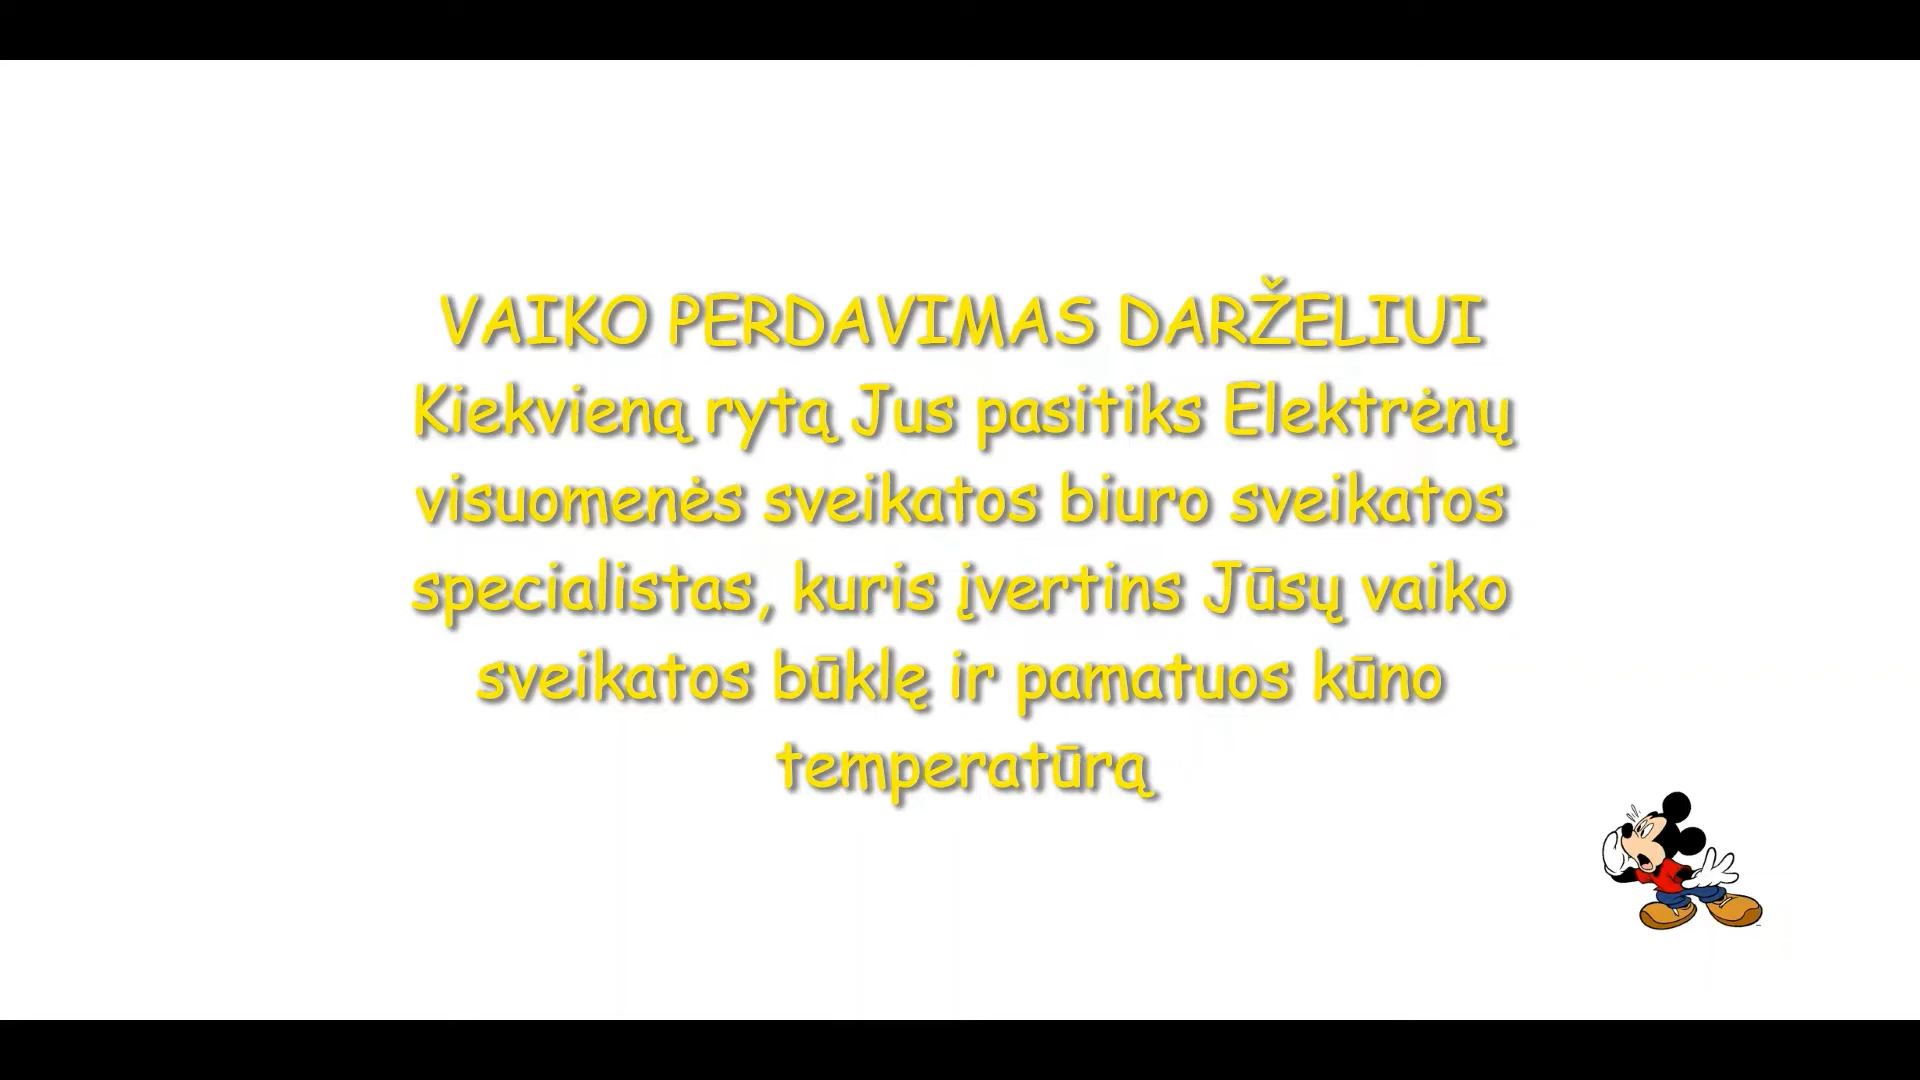 VAIKO PERDAVIMAS DARŽELIUI
Kiekvieną rytą Jus pasitiks Elektrėnų
visuomenės sveikatos biuro sveikatos
specialistas, kuris įvertins Jūsų vaiko
sveikatos būklę ir pamatuos kūno
temperatūrą